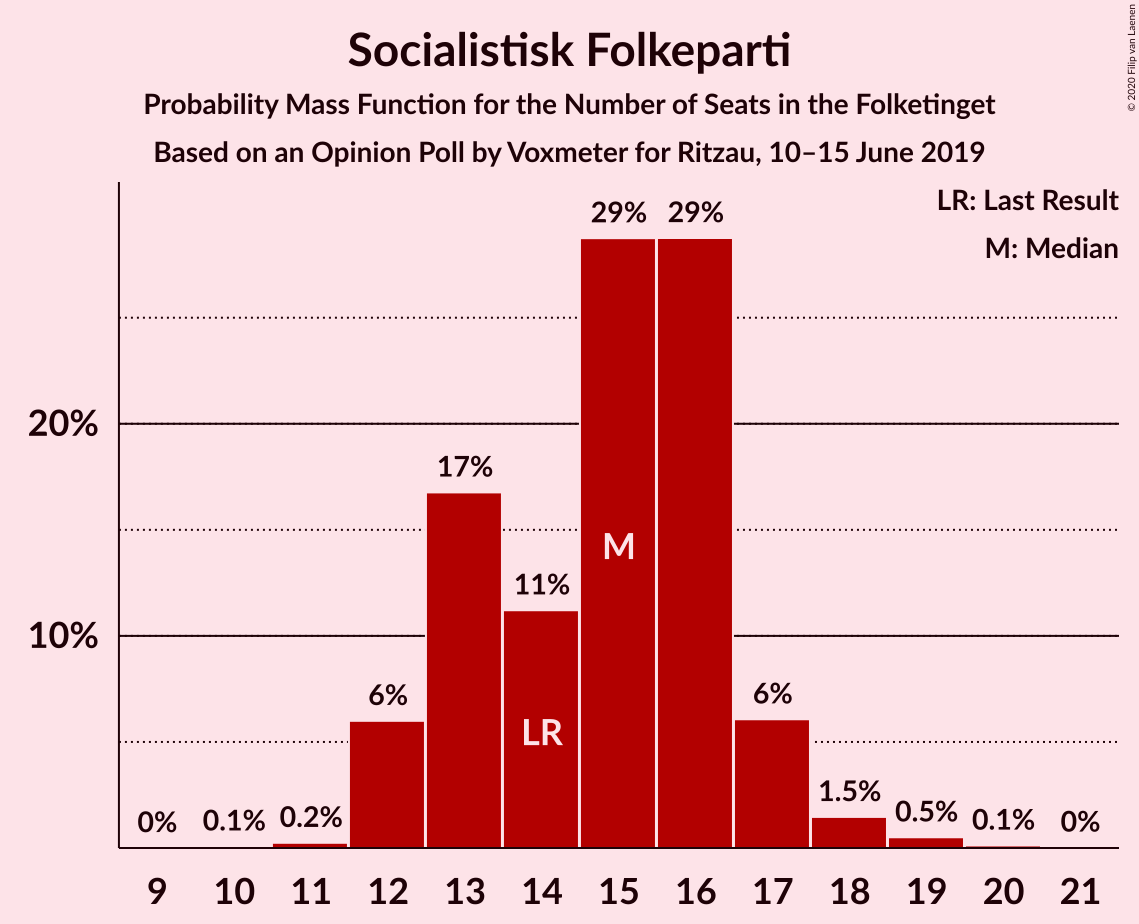 Socialistisk Folkeparti
Probability Mass Function for the Number of Seats in the Folketinget
Based on an Opinion Poll by Voxmeter for Ritzau, 10–15 June 2019
© 2020 Filip van Laenen
LR: Last Result
M: Median
20%
10%
0%
0.1%
0.2%
6%
17%
11%
29%
29%
6%
1.5%
0.5%
0.1%
0%
LR
M
9 10 11 12 13 14 15 16 17 18 19 20 21